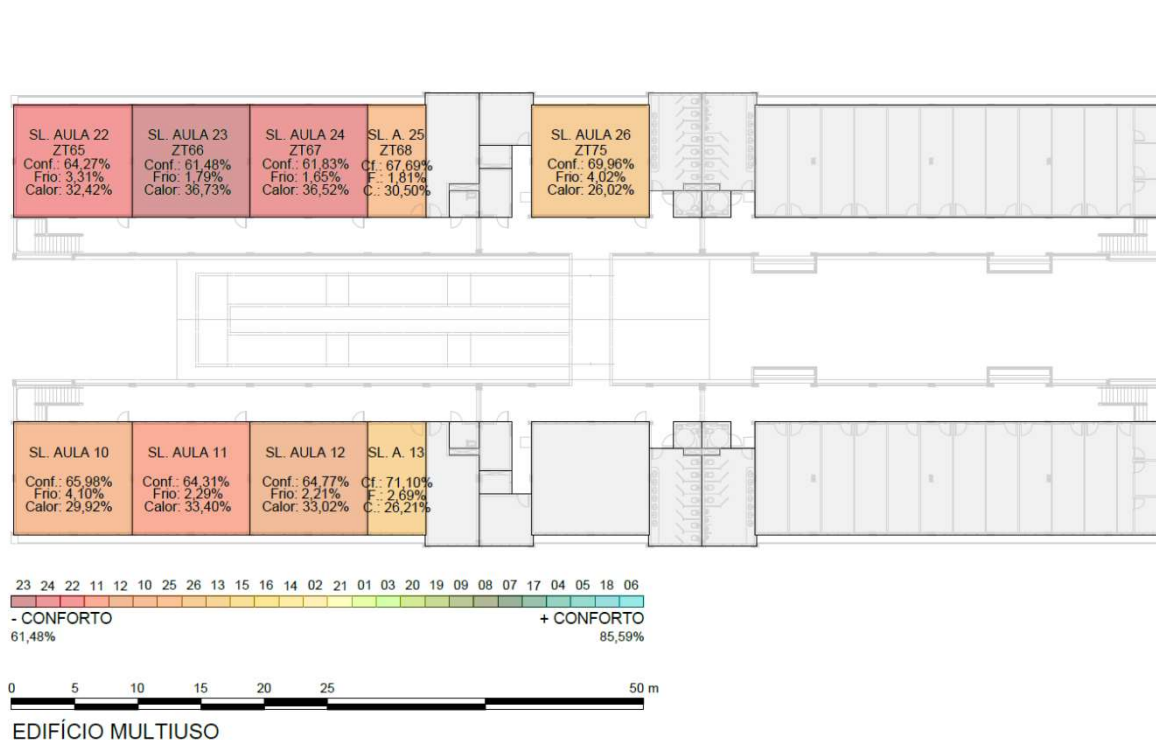 SL. AULA 22
ZT65
Conf.: 64,27%
Frio: 3,31%
Calor: 32,42%
SL. AULA 23
ZT66
Conf.: 61,48%
Frio: 1,79%
Calor: 36,73%
SL. AULA 24
ZT67
Conf.: 61,83%
Frio: 1,65%
Calor: 36,52%
SL. A. 25
ZT68
Cf.: 67,69%
F.: 1,81%
C.: 30,50%
SL. AULA 26
ZT75
Conf.: 69,96%
Frio: 4,02%
Calor: 26,02%
SL. AULA 10
Conf.: 65,98%
Frio: 4,10%
Calor: 29,92%
SL. AULA 11
Conf.: 64,31%
Frio: 2,29%
Calor: 33,40%
SL. AULA 12
Conf.: 64,77%
Frio: 2,21%
Calor: 33,02%
SL. A. 13
Cf.: 71,10%
F.: 2,69%
C.: 26,21%
23 24 22 11 12 10 25 26 13 15 16 14 02 21 01 03 20 19 09 08 07 17 04 05 18 06
- CONFORTO + CONFORTO
61,48% 85,59%
0 5 10 15 20 25 50 m
EDIFÍCIO MULTIUSO